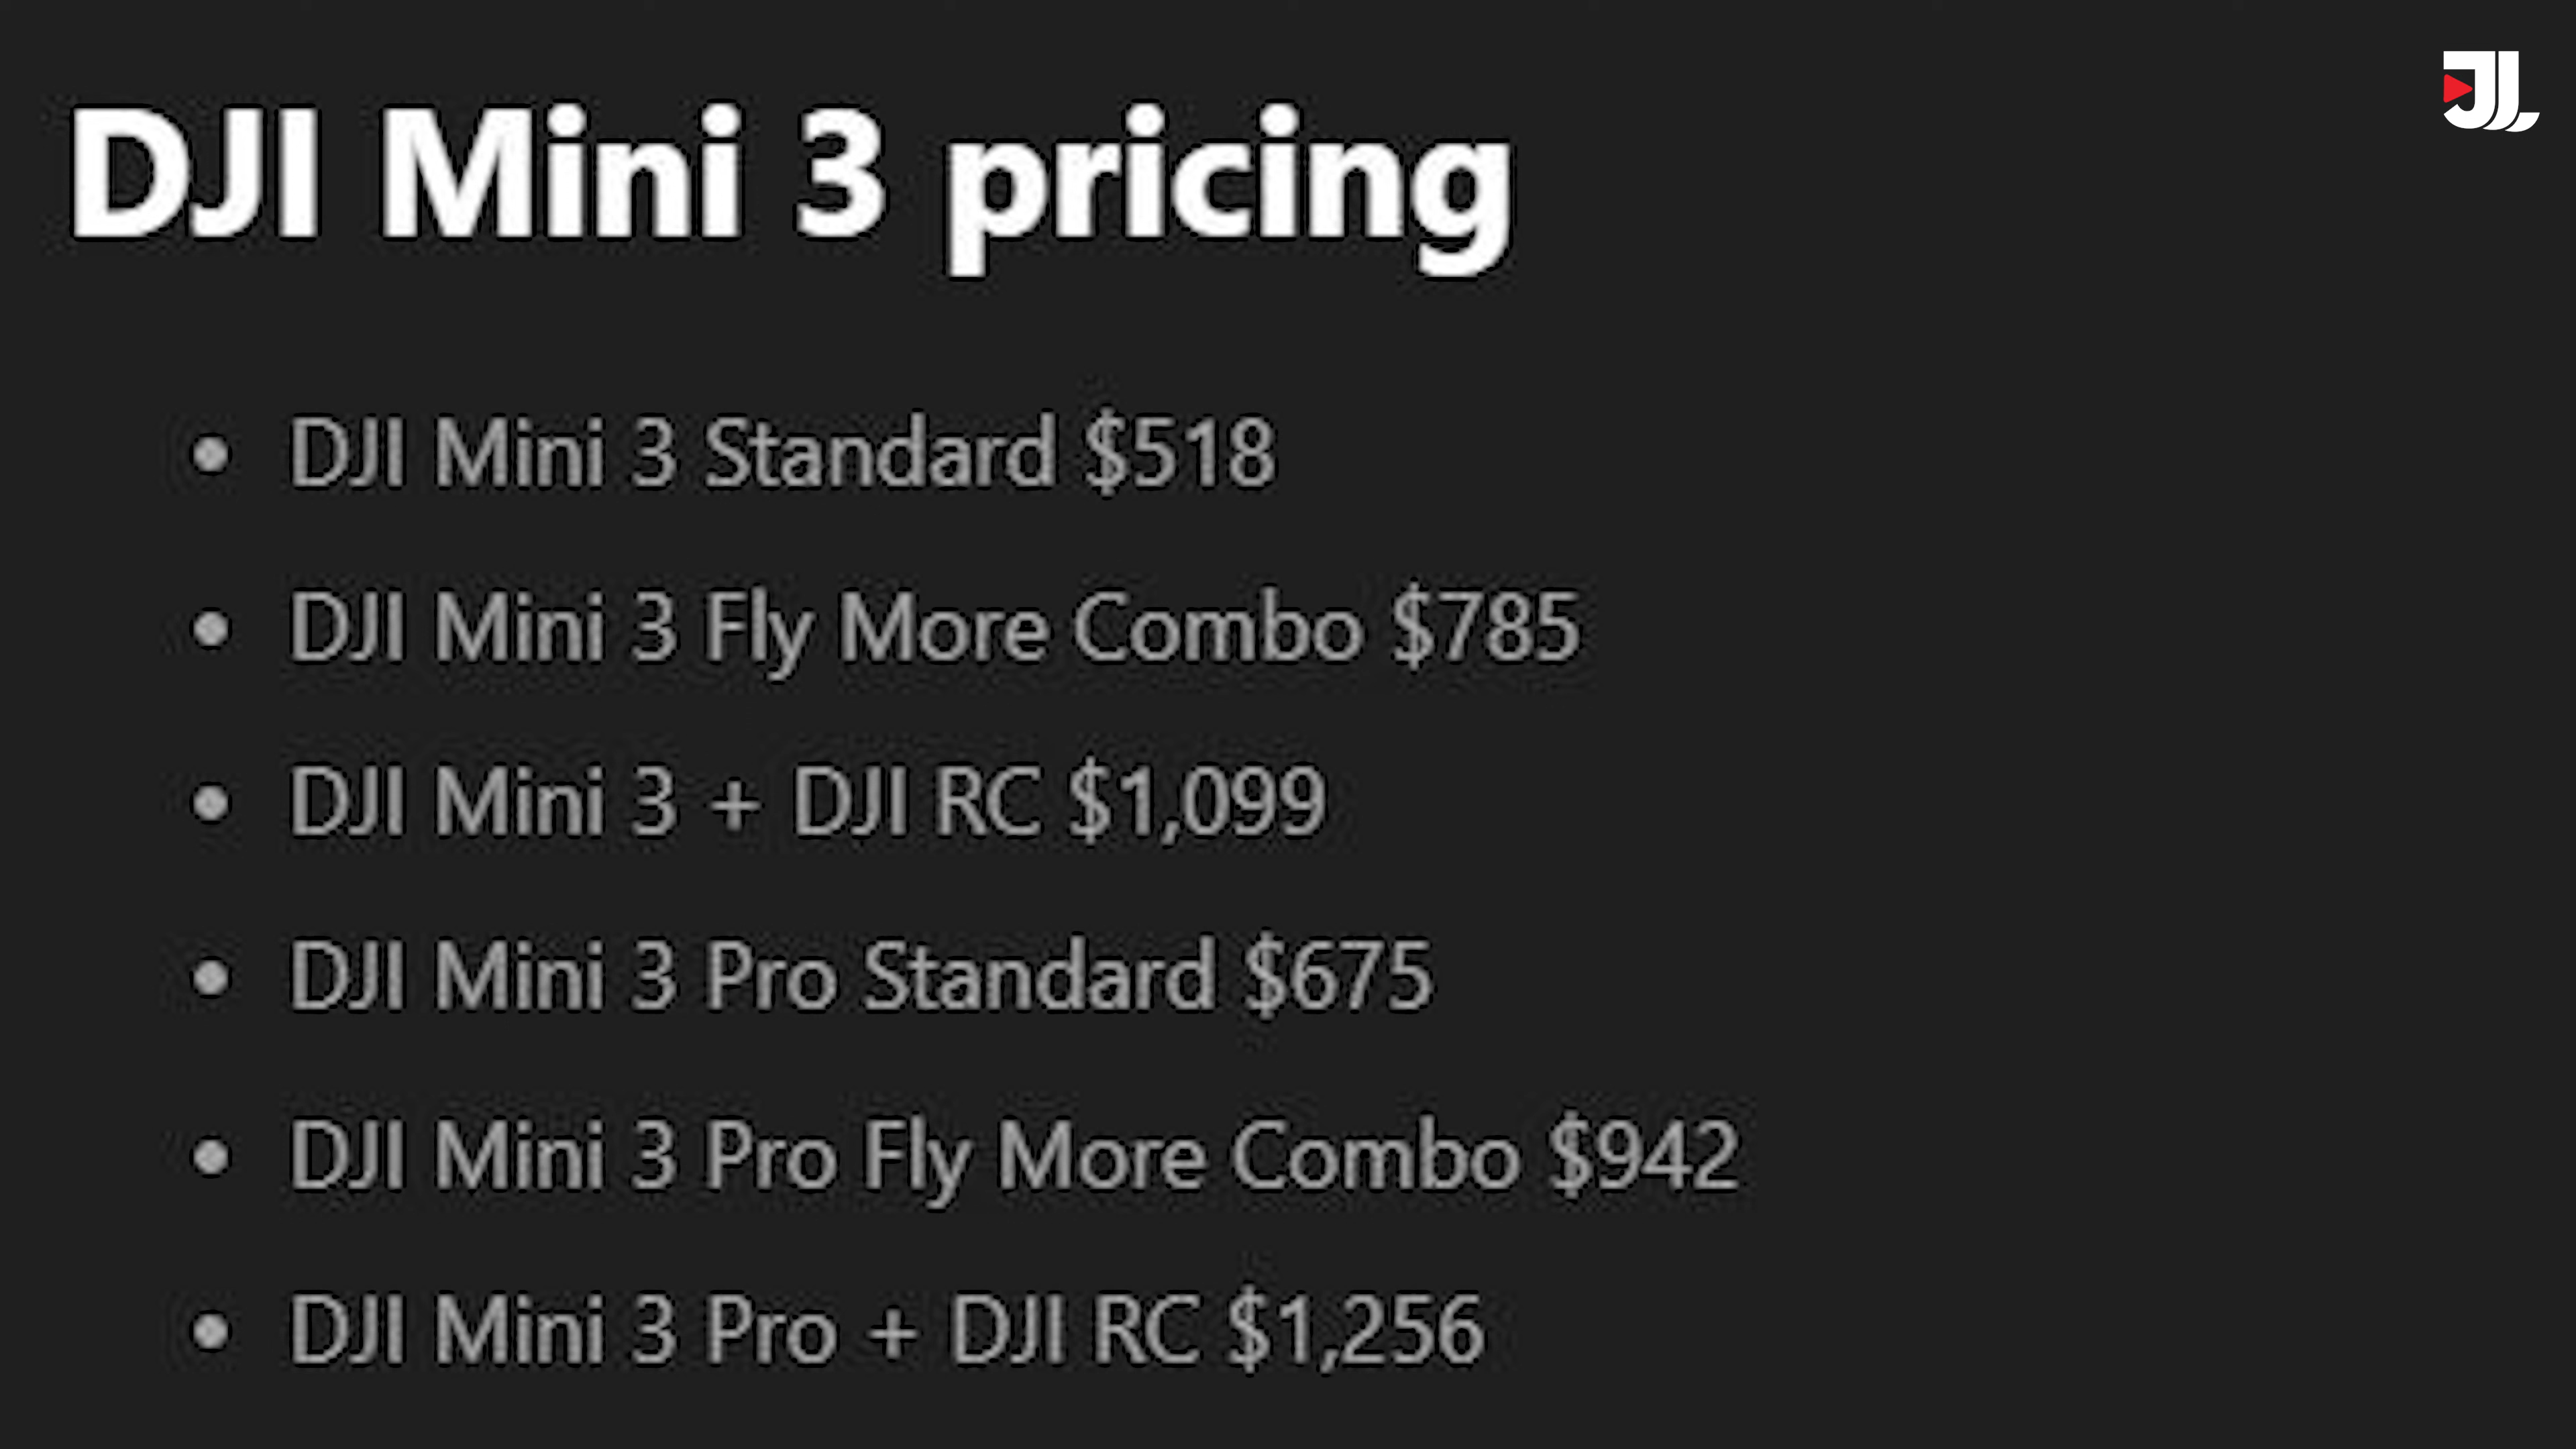 DJI Mini 3 pricing
• DJI Mini 3 Standard $518
• DJI Mini 3 Fly More Combo $785
• DJI Mini 3 + DJI RC $1,099
• DJI Mini 3 Pro Standard $675
• DJI Mini 3 Pro Fly More Combo $942
• DJI Mini 3 Pro + DJI RC $1,256